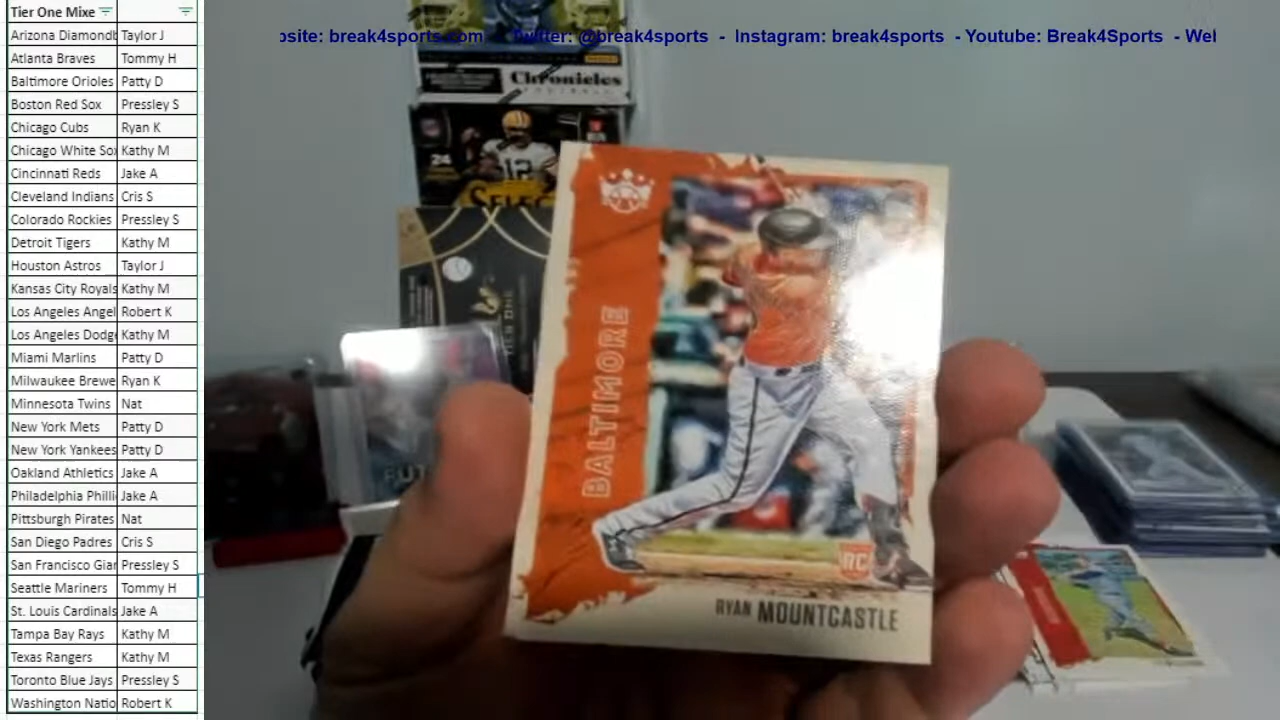 Tier One Mixe
Arizona Diamondb Taylor J
Atlanta Braves Tommy H
Baltimore Orioles Patty D
Boston Red Sox Pressley S
Chicago Cubs Ryan K
Chicago White So Kathy M
Cincinnati Reds Jake A
Cleveland Indians Cris S
Colorado Rockies Pressley S
Detroit Tigers Kathy M
Houston Astros Taylor J
Kansas City Royals Kathy M
Los Angeles Angel Robert K
Los Angeles Dodg Kathy M
Miami Marlins Patty D
Milwaukee Brewe Ryan K
Minnesota Twins Nat
New York Mets Patty D
New York Yankees Patty D
Oakland Athletics Jake A
Philadelphia Philli Jake A
Pittsburgh Pirates Nat
San Diego Padres Cris S
San Francisco Gia Pressley S
Seattle Mariners Tommy H
St. Louis Cardinals Jake A
Tampa Bay Rays Kathy M
Texas Rangers Kathy M
Toronto Blue Jays Pressley S
Washington Natio Robert K
osite: break4sports.com Twitter: @break4sports - Instagram: break4sports - Youtube: Break4Sports - Wel
Chronicles
FOOTBALL
12
24
SELEC
BALTIMORE
RC
RYAN MOUNTCASTLE